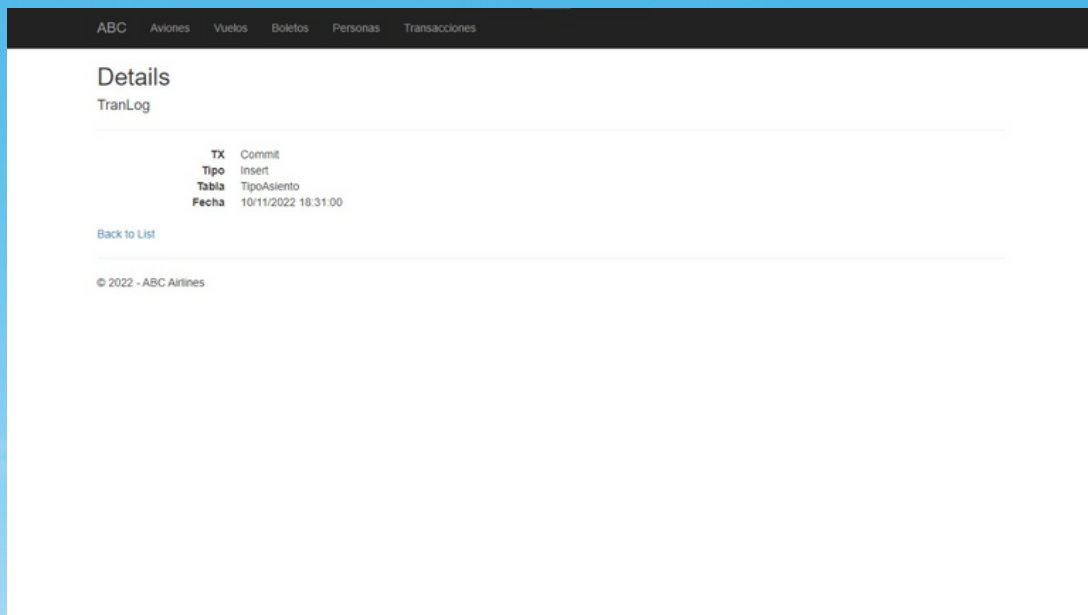 ABC Aviones Vuelos Boletos Personas Transacciones
Details
TranLog
TX Commit
Tipo Insert
Tabla TipoAsiento
Fecha 10/11/2022 18:31:00
Back to List
© 2022 - ABC Airlines